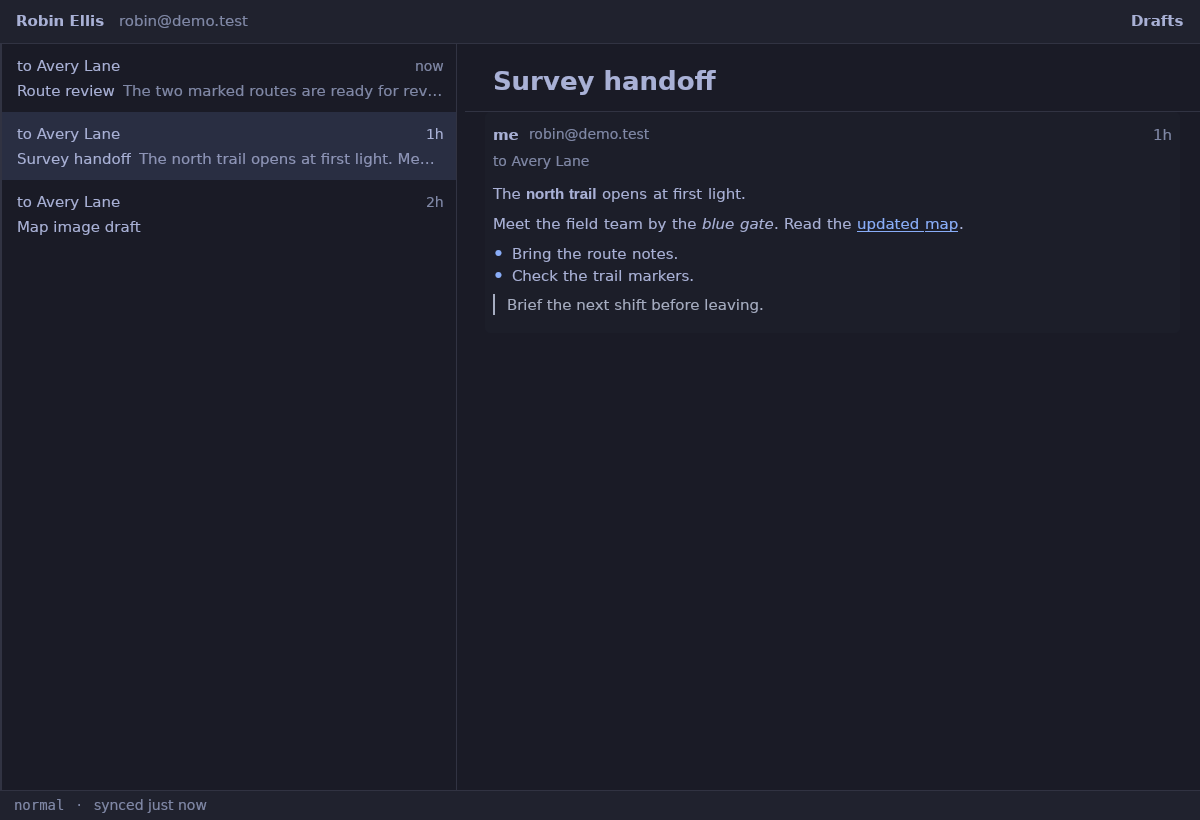 Robin Ellis robin@demo.test Drafts
to Avery Lane now
Route review The two marked routes are ready for rev…
to Avery Lane 1h
Survey handoff The north trail opens at first light. Me…
to Avery Lane 2h
Map image draft
Survey handoff
me robin@demo.test 1h
to Avery Lane
The north trail opens at first light.
Meet the field team by the blue gate. Read the updated map.
• Bring the route notes.
• Check the trail markers.
Brief the next shift before leaving.
normal · synced just now